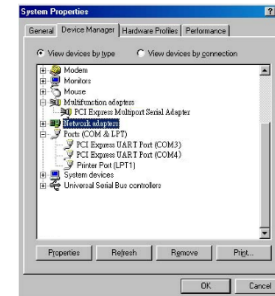 System Properties
General Device Manager Hardware Profiles Performance
View devices by type View devices by connection
Modem
Monitors
Mouse
Multifunction adapters
PCI Express Multiport Serial Adapter
Network adapters
Ports (COM & LPT)
PCI Express UART Port (COM3)
PCI Express UART Port (COM4)
Printer Port (LPT1)
System devices
Universal Serial Bus controllers
Properties Refresh Remove Print...
OK Cancel